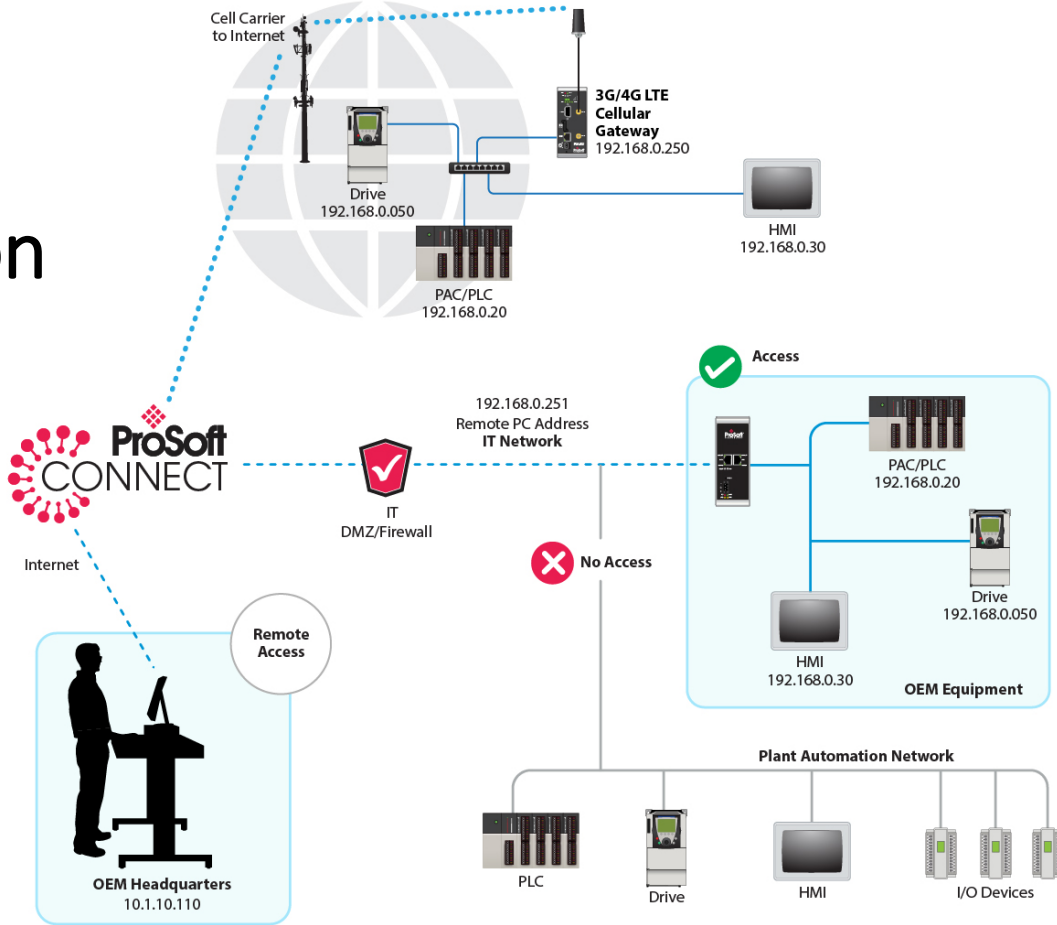 Cell Carrier
to Internet
3G/4G LTE
Cellular
Gateway
192.168.0.250
Drive
192.168.0.050
HMI
192.168.0.30
on
PAC/PLC
192.168.0.20
Access
192.168.0.251
Remote PC Address
IT Network
ProSoft
CONNECT
ProSoft
PAC/PLC
192.168.0.20
IT
DMZ/Firewall
Internet
No Access
Drive
192.168.0.050
Remote
Access
HMI
192.168.0.30
OEM Equipment
Plant Automation Network
OEM Headquarters
10.1.10.110
PLC
Drive
HMI
I/O Devices